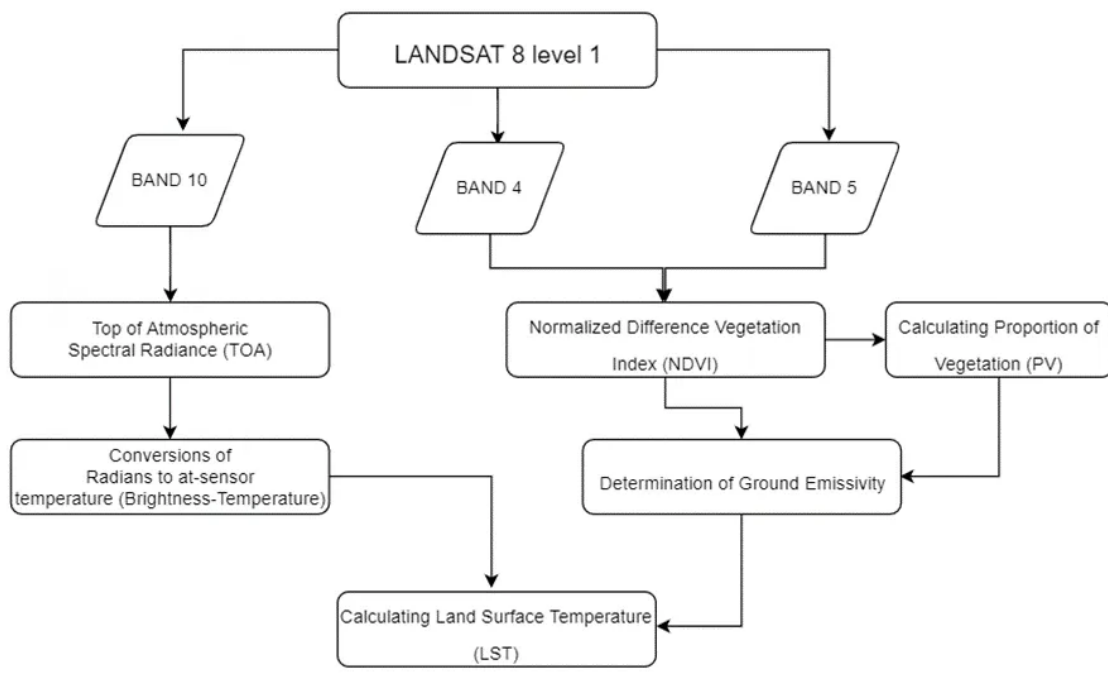 LANDSAT 8 level 1
BAND 10
BAND 4
BAND 5
Top of Atmospheric
Spectral Radiance (TOA)
Normalized Difference Vegetation
Index (NDVI)
Calculating Proportion of
Vegetation (PV)
Conversions of
Radians to at-sensor
temperature (Brightness-Temperature)
Determination of Ground Emissivity
Calculating Land Surface Temperature
(LST)